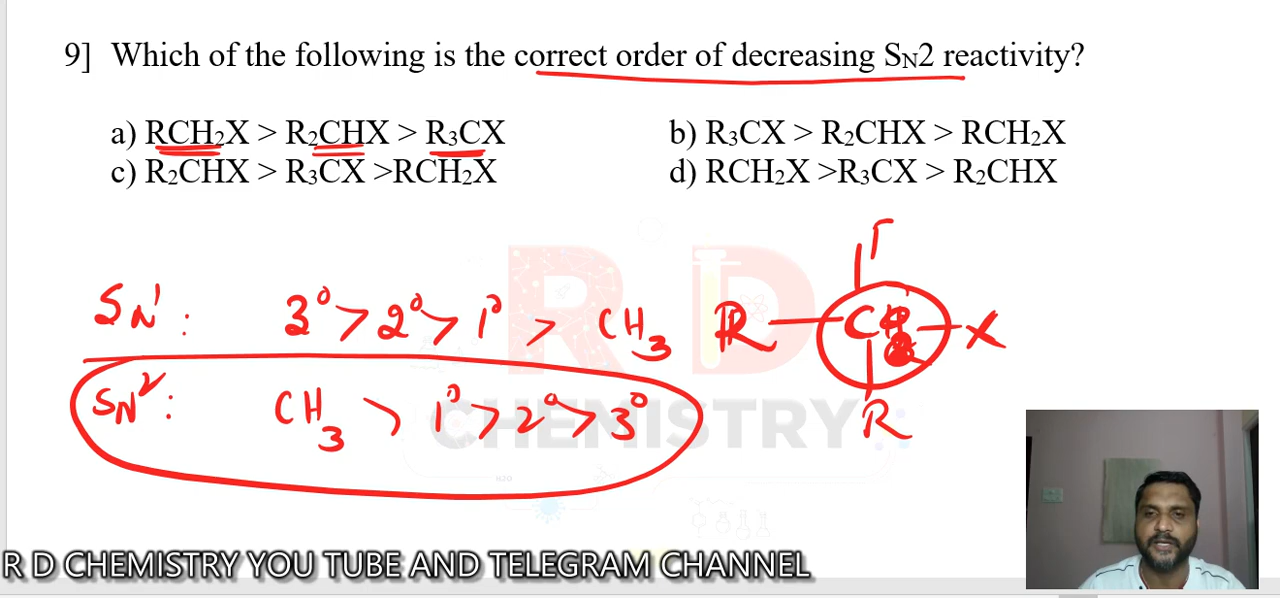 9] Which of the following is the correct order of decreasing SN2 reactivity?
a) RCH2X > R2CHX > R3CX b) R3CX > R2CHX > RCH2X
c) R2CHX > R3CX >RCH2X d) RCH2X >R3CX > R2CHX
SN1 : 3° > 2° > 1° > CH3
R C X
R
SN2 : CH3 > 1° > 2° > 3°
R D
CHEMISTRY
R D CHEMISTRY YOU TUBE AND TELEGRAM CHANNEL